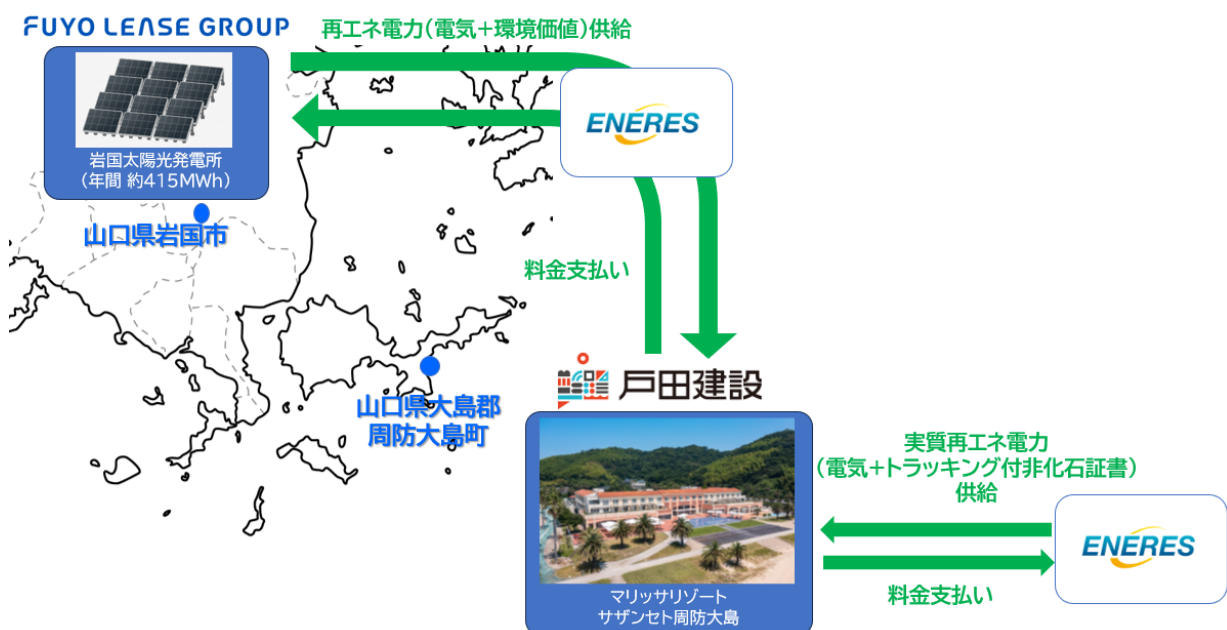 FUYO LEASE GROUP
再エネ電力(電気+環境価値)供給
ENERES
岩国太陽光発電所
(年間 約415MWh)
山口県岩国市
料金支払い
山口県大島郡
周防大島町
戸田建設
マリッサリゾート
サザンセト周防大島
実質再エネ電力
(電気+トラッキング付非化石証書)
供給
ENERES
料金支払い